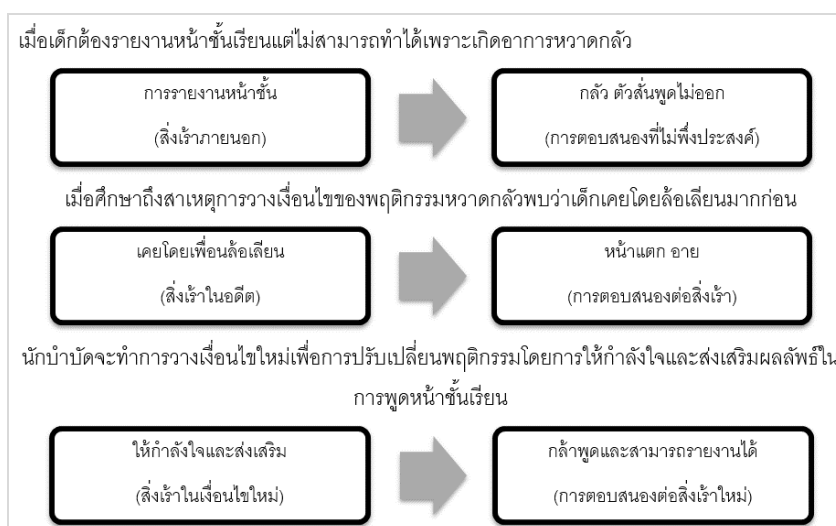 เมื่อเด็กต้องรายงานหน้าชั้นเรียนแต่ไม่สามารถทำได้เพราะเกิดอาการหวาดกลัว
การรายงานหน้าชั้น
(สิ่งเร้าภายนอก)
กลัว ตัวสั่นพูดไม่ออก
(การตอบสนองที่ไม่พึ่งประสงค์)
เมื่อศึกษาถึงสาเหตุการวางเงื่อนไขของพฤติกรรมหวาดกลัวพบว่าเด็กเคยโดยล้อเลียนมากก่อน
เคยโดยเพื่อนล้อเลียน
(สิ่งเร้าในอดีต)
หน้าแตก อาย
(การตอบสนองต่อสิ่งเร้า)
นักบำบัดจะทำการวางเงื่อนไขใหม่เพื่อการปรับเปลี่ยนพฤติกรรมโดยการให้กำลังใจและส่งเสริมผลลัพธ์ใน
การพูดหน้าชั้นเรียน
ให้กำลังใจและส่งเสริม
(สิ่งเร้าในเงื่อนไขใหม่)
กล้าพูดและสามารถรายงานได้
(การตอบสนองต่อสิ่งเร้าใหม่)